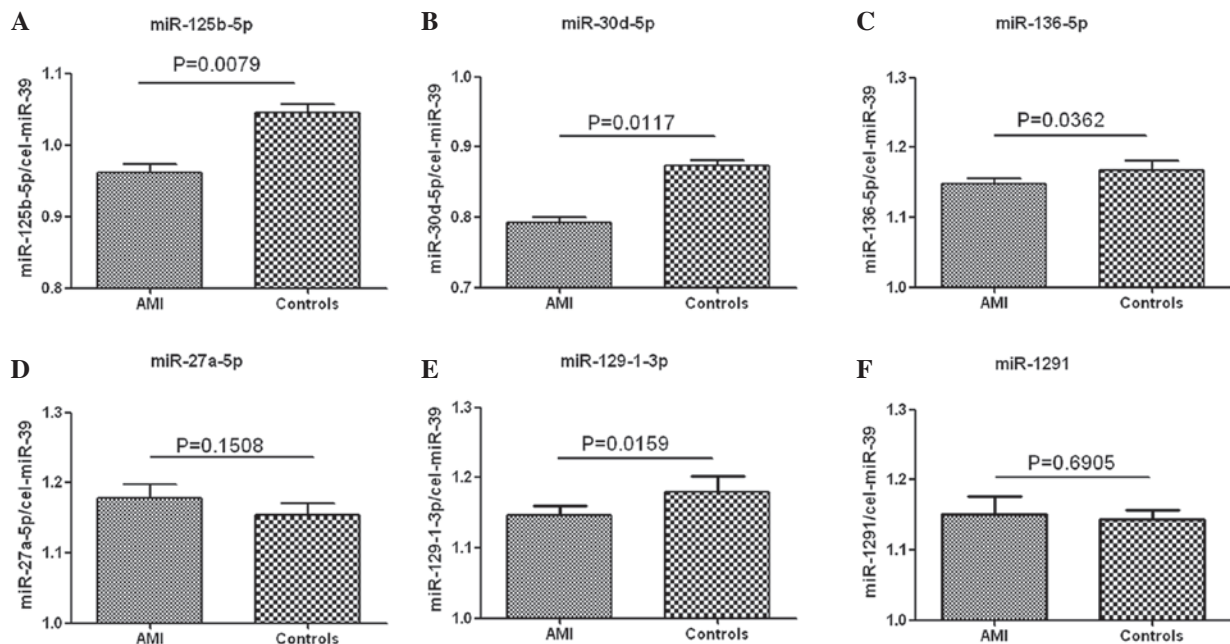 A
miR-125b-5p
miR-125b-5p/cel-miR-39
1.1
1.0
0.9
0.8
P=0.0079
AMI
Controls
B
miR-30d-5p
miR-30d-5p/cel-miR-39
1.0
0.9
0.8
0.7
P=0.0117
AMI
Controls
C
miR-136-5p
miR-136-5p/cel-miR-39
1.3
1.2
1.1
1.0
P=0.0362
AMI
Controls
D
miR-27a-5p
miR-27a-5p/cel-miR-39
1.3
1.2
1.1
1.0
P=0.1508
AMI
Controls
E
miR-129-1-3p
miR-129-1-3p/cel-miR-39
1.3
1.2
1.1
1.0
P=0.0159
AMI
Controls
F
miR-1291
miR-1291/cel-miR-39
1.3
1.2
1.1
1.0
P=0.6905
AMI
Controls